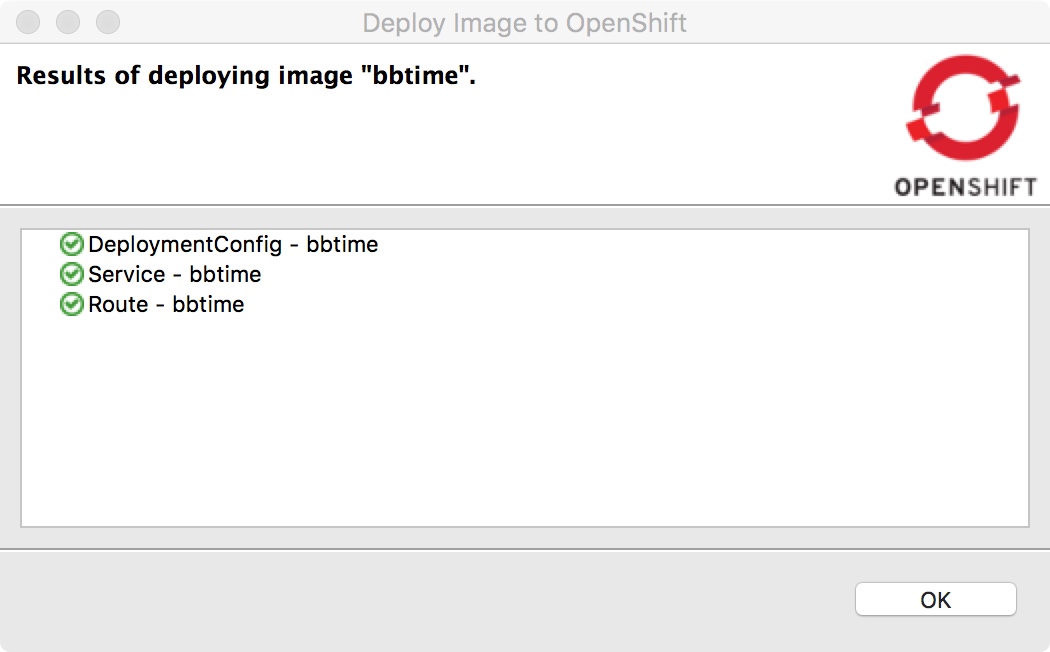 Deploy Image to OpenShift
Results of deploying image "bbtime".
OPENSHIFT
DeploymentConfig - bbtime
Service - bbtime
Route - bbtime
OK